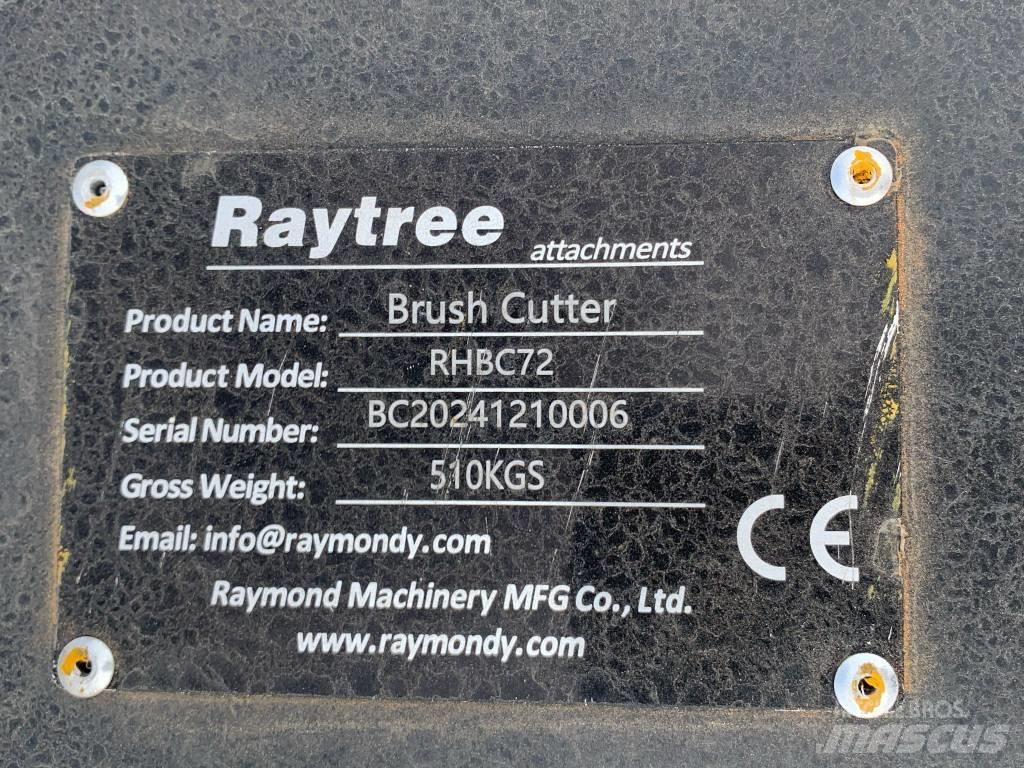 Raytree attachments
Product Name: Brush Cutter
Product Model: RHBC72
Serial Number: BC20241210006
Gross Weight: 510KGS
Email: info@raymondy.com
CE
Raymond Machinery MFG Co., Ltd.
www.raymondy.com
MASCUS